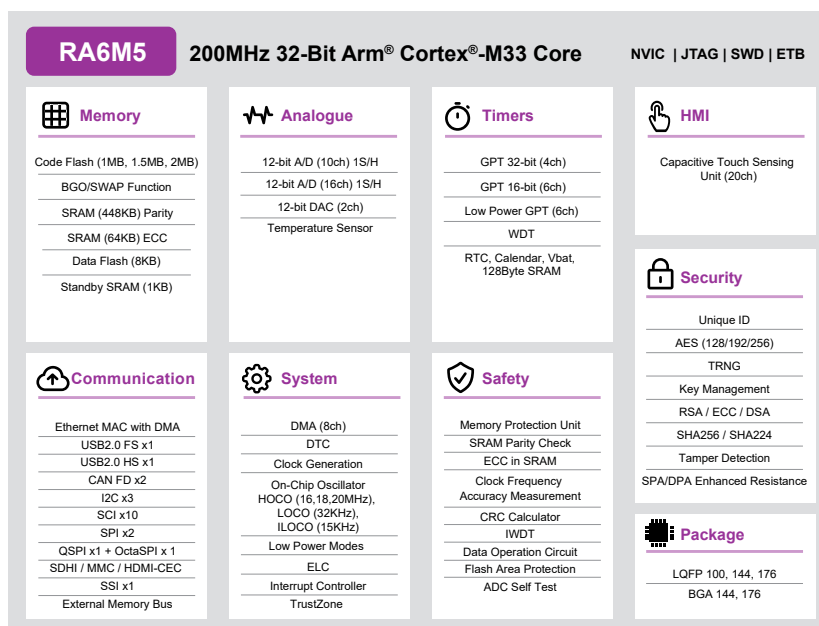 RA6M5
200MHz 32-Bit Arm® Cortex®-M33 Core
NVIC | JTAG | SWD | ETB
Memory
Code Flash (1MB, 1.5MB, 2MB)
BGO/SWAP Function
SRAM (448KB) Parity
SRAM (64KB) ECC
Data Flash (8KB)
Standby SRAM (1KB)
Analogue
12-bit A/D (10ch) 1S/H
12-bit A/D (16ch) 1S/H
12-bit DAC (2ch)
Temperature Sensor
Timers
GPT 32-bit (4ch)
GPT 16-bit (6ch)
Low Power GPT (6ch)
WDT
RTC, Calendar, Vbat,
128Byte SRAM
HMI
Capacitive Touch Sensing
Unit (20ch)
Security
Unique ID
AES (128/192/256)
TRNG
Key Management
RSA / ECC / DSA
SHA256 / SHA224
Tamper Detection
SPA/DPA Enhanced Resistance
Communication
Ethernet MAC with DMA
USB2.0 FS x1
USB2.0 HS x1
CAN FD x2
I2C x3
SCI x10
SPI x2
QSPI x1 + OctaSPI x 1
SDHI / MMC / HDMI-CEC
SSI x1
External Memory Bus
System
DMA (8ch)
DTC
Clock Generation
On-Chip Oscillator
HOCO (16,18,20MHz),
LOCO (32KHz),
ILOCO (15KHz)
Low Power Modes
ELC
Interrupt Controller
TrustZone
Safety
Memory Protection Unit
SRAM Parity Check
ECC in SRAM
Clock Frequency
Accuracy Measurement
CRC Calculator
IWDT
Data Operation Circuit
Flash Area Protection
ADC Self Test
Package
LQFP 100, 144, 176
BGA 144, 176